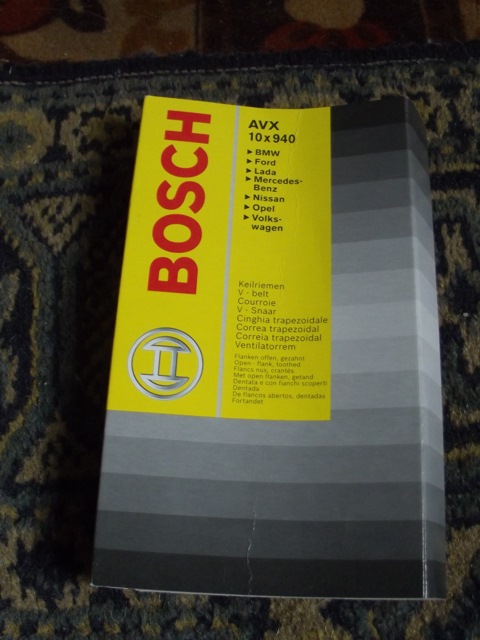 BOSCH
AVX
10 x 940
BMW
Ford
Lada
Mercedes-
Benz
Nissan
Opel
Volks-
wagen
Keilriemen
V - belt
Courroie
V - Snaar
Cinghia trapezoidale
Correa trapezoidal
Correia trapezoidal
Ventilatorrem
Flanken offen, gezahnt
Open - flank, toothed
Flancs nus, crantés
Met open flanken, getand
Dentata e con fianchi scoperti
Dentada
De flancos abertos, dentadas
Fortandet